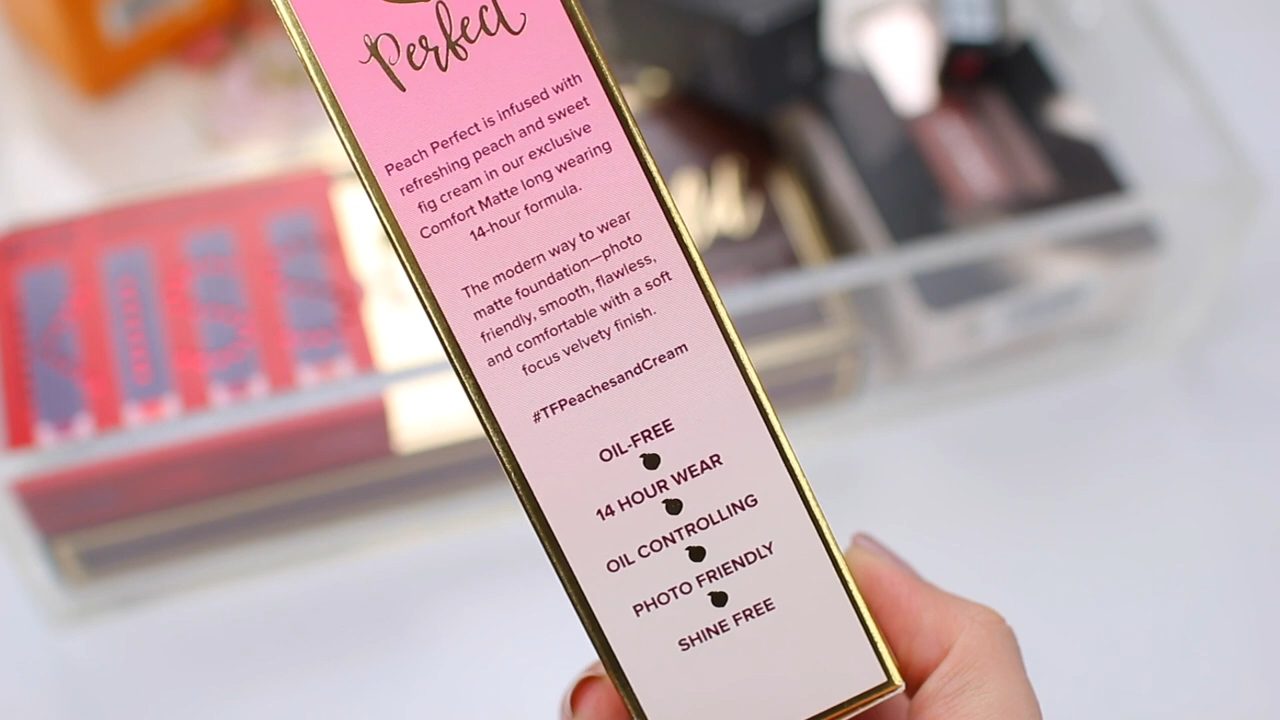 Perfect
Peach Perfect is infused with
refreshing peach and sweet
fig cream in our exclusive
Comfort Matte long wearing
14-hour formula.
The modern way to wear
matte foundation—photo
friendly, smooth, flawless,
and comfortable with a soft
focus velvety finish.
#TFPeachesandCream
OIL-FREE
14 HOUR WEAR
OIL CONTROLLING
PHOTO FRIENDLY
SHINE FREE